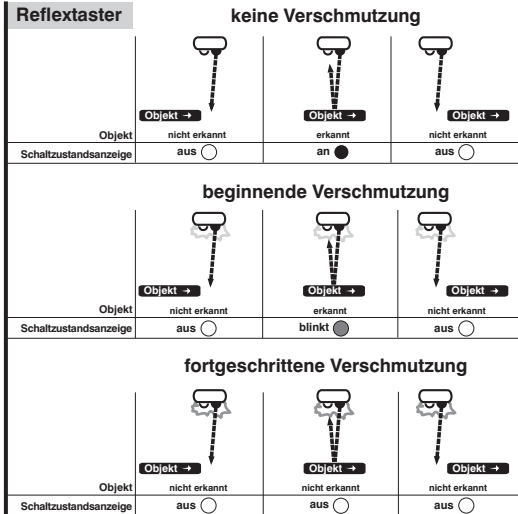 Reflextaster
keine Verschmutzung
Objekt → Objekt → Objekt →
Objekt nicht erkannt erkannt nicht erkannt
Schaltzustandsanzeige aus an aus
beginnende Verschmutzung
Objekt → Objekt → Objekt →
Objekt nicht erkannt erkannt nicht erkannt
Schaltzustandsanzeige aus blinkt aus
fortgeschrittene Verschmutzung
Objekt → Objekt → Objekt →
Objekt nicht erkannt nicht erkannt nicht erkannt
Schaltzustandsanzeige aus aus aus